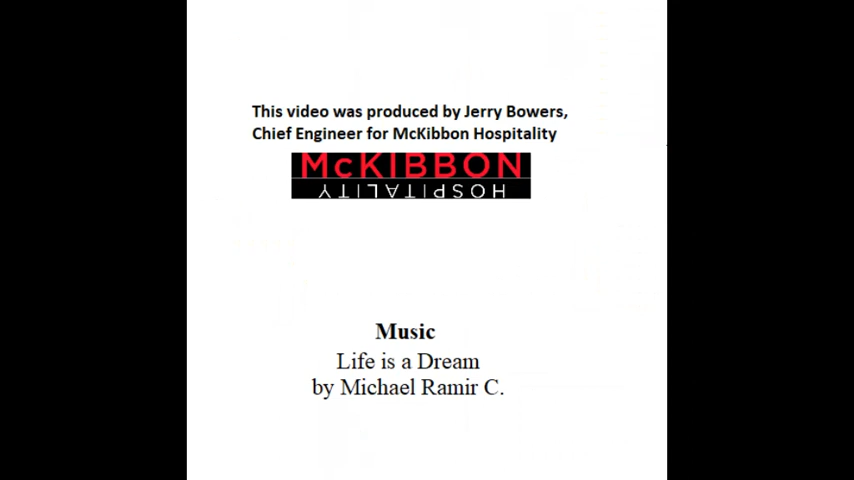 This video was produced by Jerry Bowers,
Chief Engineer for McKibbon Hospitality
McKIBBON
HOSPITALITY
Music
Life is a Dream
by Michael Ramir C.